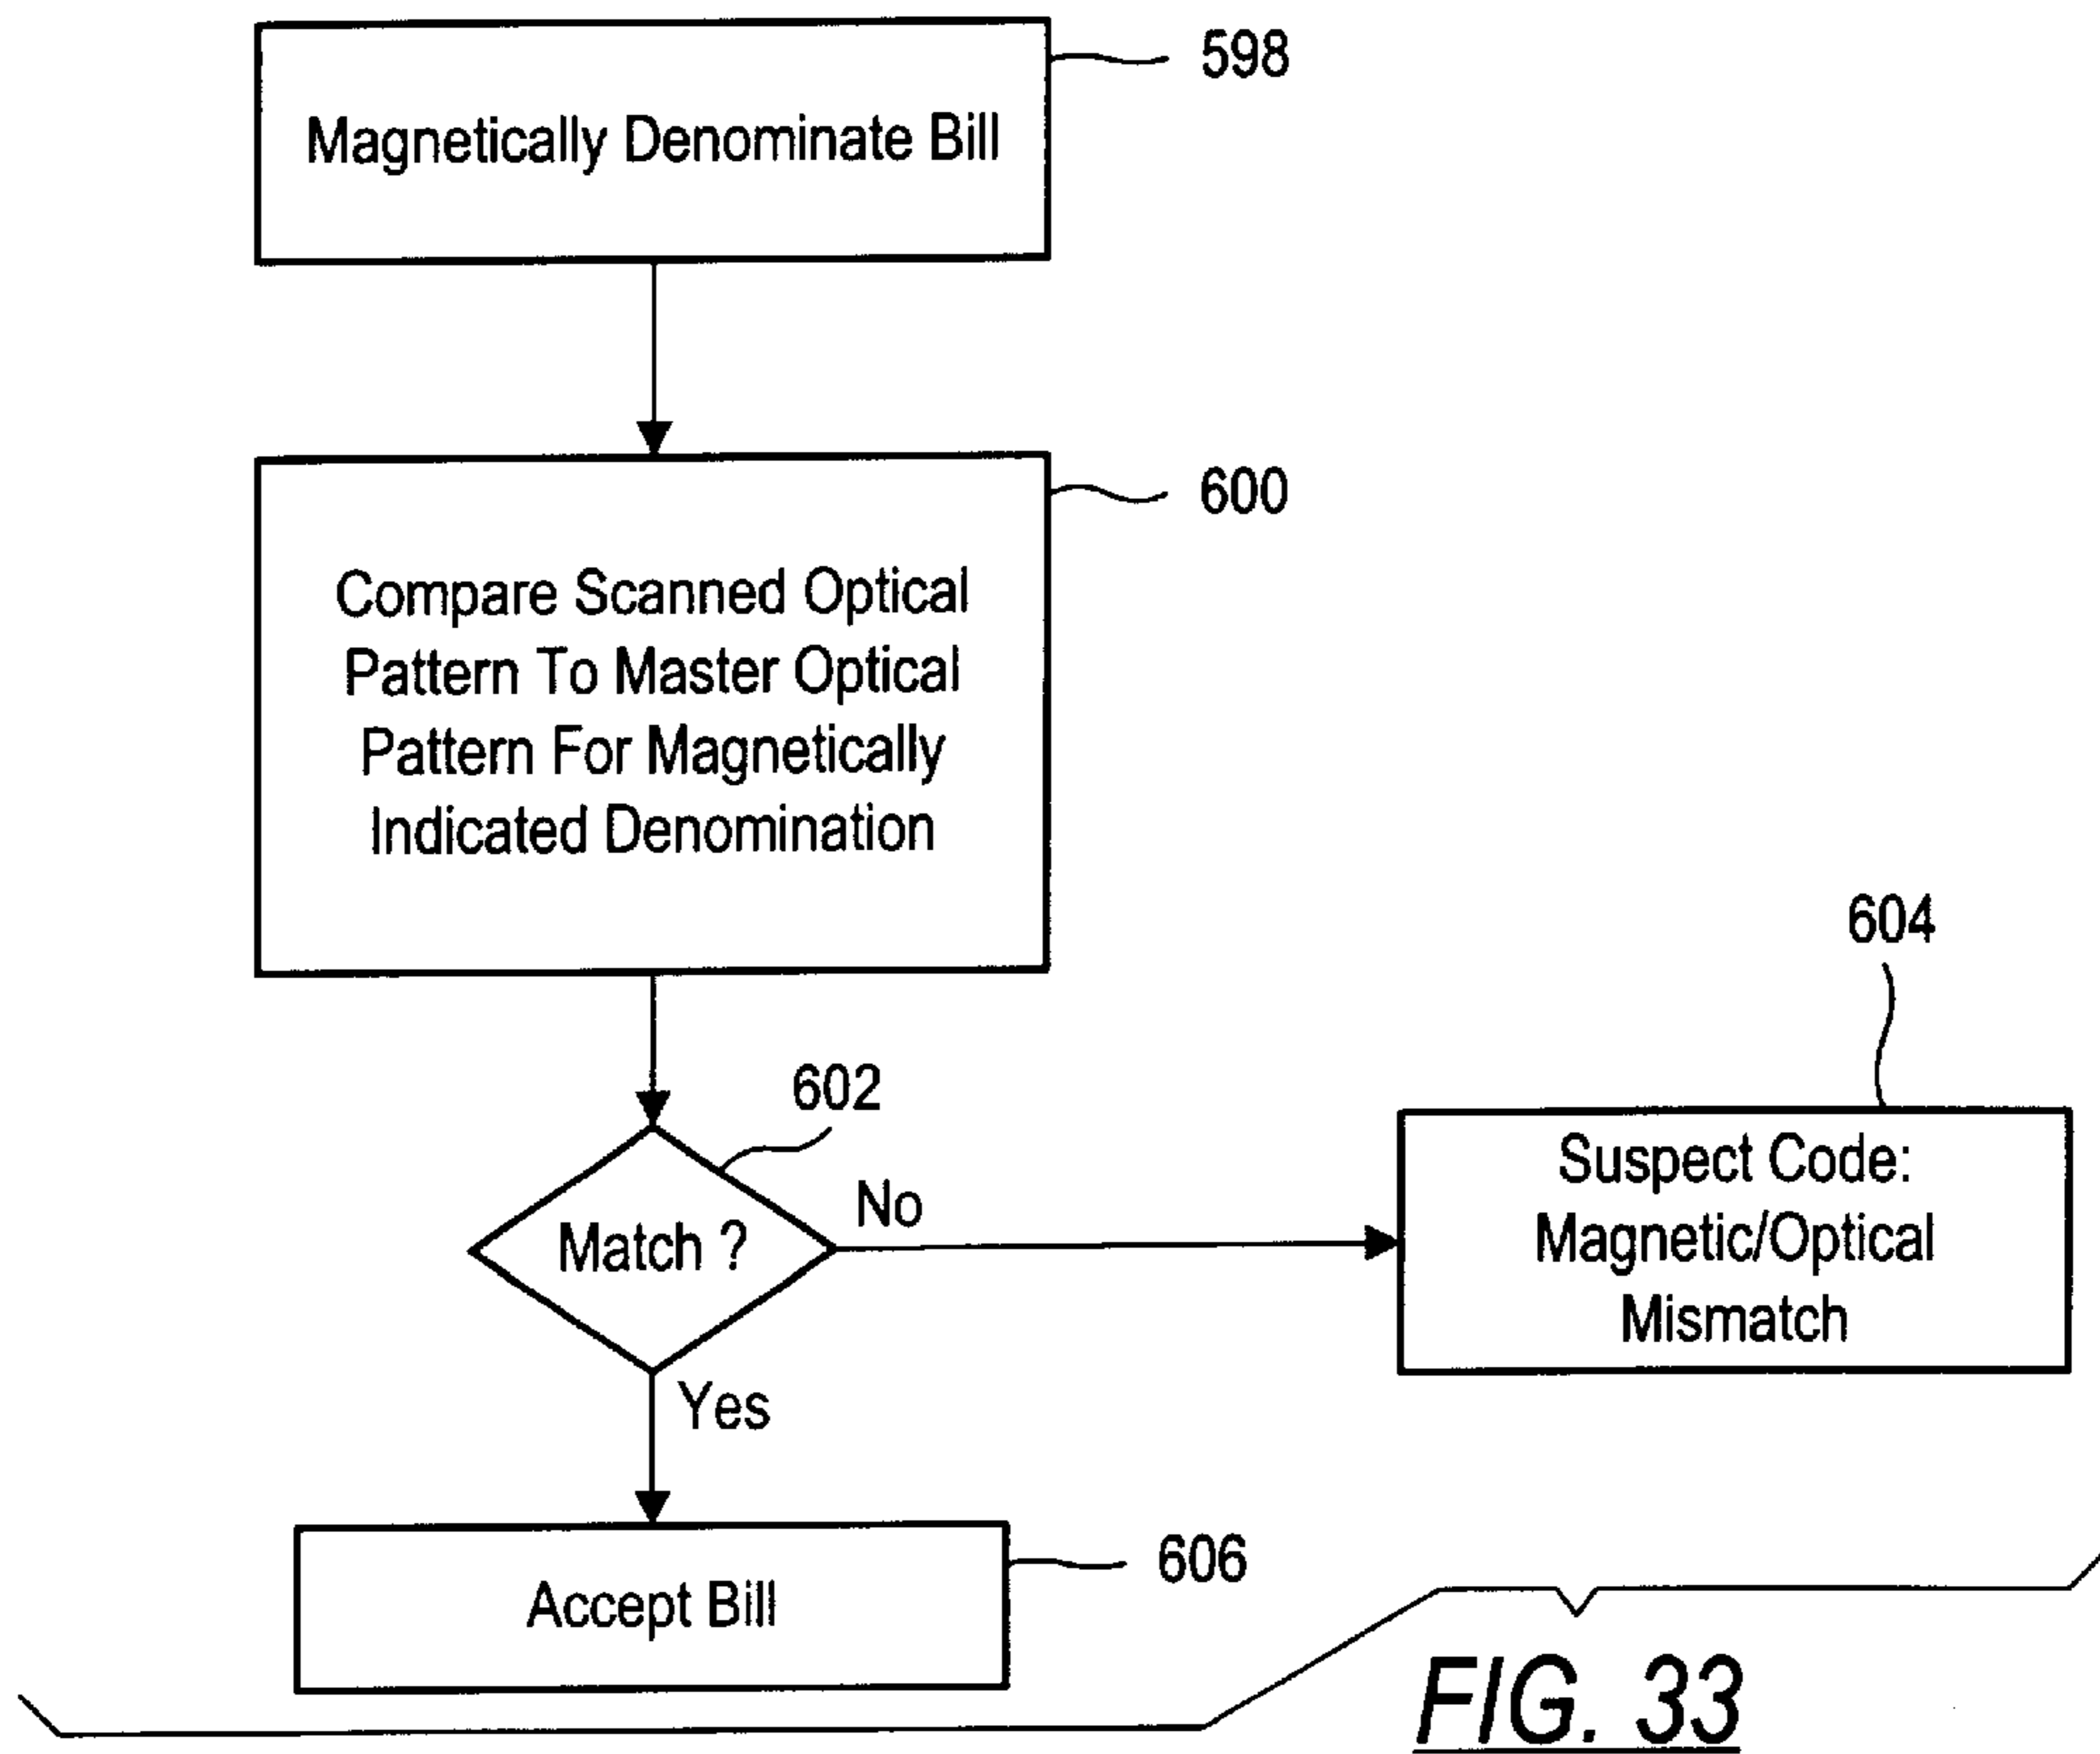 598
Magnetically Denominate Bill
600
Compare Scanned Optical
Pattern To Master Optical
Pattern For Magnetically
Indicated Denomination
604
602
Suspect Code:
Magnetic/Optical
Mismatch
No
Match ?
Yes
606
Accept Bill
FIG. 33